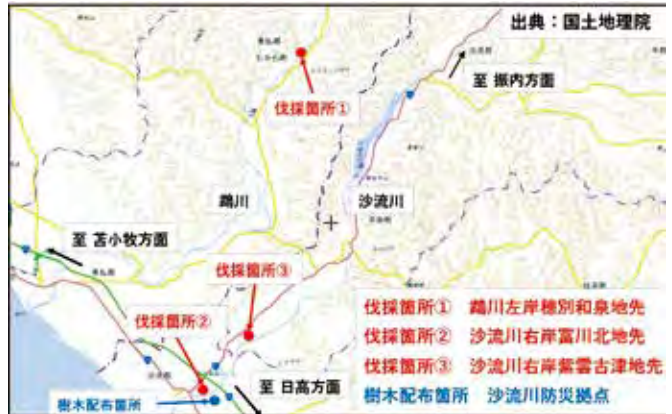 出典：国土地理院
至 振内方面
伐採箇所①
鵡川
沙流川
至 苫小牧方面
伐採箇所③
伐採箇所②
至 日高方面
樹木配布箇所
伐採箇所① 鵡川左岸穂別和泉地先
伐採箇所② 沙流川右岸富川北地先
伐採箇所③ 沙流川右岸紫雲古津地先
樹木配布箇所 沙流川防災拠点